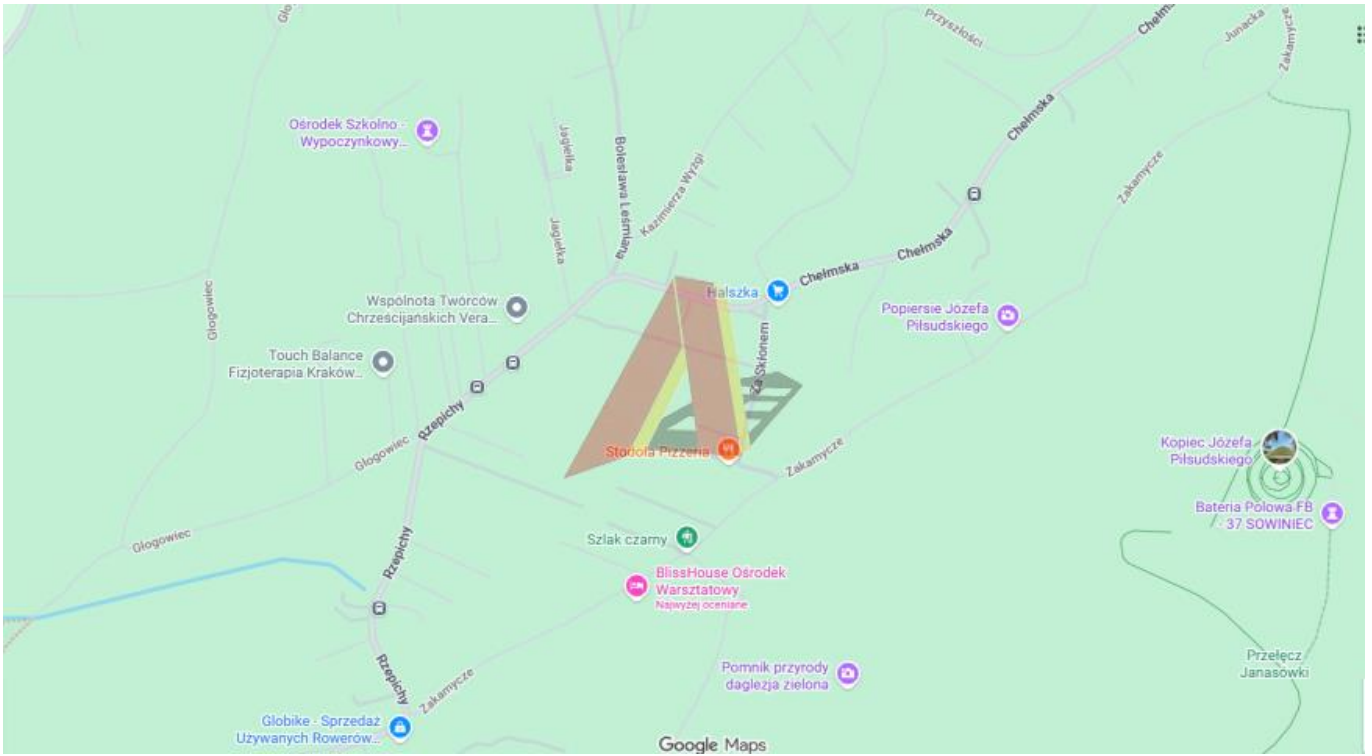 Gło
Przyszłości
Chełms
Junacka
Zakamycze
Ośrodek Szkolno -
Wypoczynkowy...
Jagiełka
Bolesława Leśmiana
Kazimierza Wyżgi
Chełmska
Zakamycze
Jagiełka
Chełmska
Głogowiec
Wspólnota Twórców
Chrześcijańskich Vera...
Halszka
Chełmska
Popiersie Józefa
Piłsudskiego
Touch Balance
Fizjoterapia Kraków...
Za Skłonem
Rzepichy
Głogowiec
Stodoła Pizzeria
Zakamycze
Kopiec Józefa
Piłsudskiego
Bateria Polowa FB
- 37 SOWINIEC
Głogowiec
Rzepichy
Szlak czarny
BlissHouse Ośrodek
Warsztatowy
Najwyżej oceniane
Rzepichy
Zakamycze
Pomnik przyrody
daglezja zielona
Przełęcz
Janasówki
Globike - Sprzedaż
Używanych Rowerów...
Google Maps